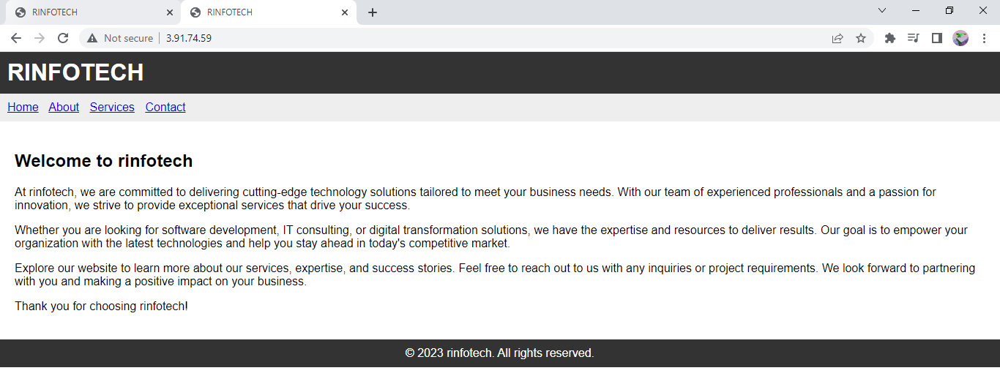 RINFOTECH
RINFOTECH
Not secure
3.91.74.59
RINFOTECH
Home About Services Contact
Welcome to rinfotech
At rinfotech, we are committed to delivering cutting-edge technology solutions tailored to meet your business needs. With our team of experienced professionals and a passion for
innovation, we strive to provide exceptional services that drive your success.
Whether you are looking for software development, IT consulting, or digital transformation solutions, we have the expertise and resources to deliver results. Our goal is to empower your
organization with the latest technologies and help you stay ahead in today's competitive market.
Explore our website to learn more about our services, expertise, and success stories. Feel free to reach out to us with any inquiries or project requirements. We look forward to partnering
with you and making a positive impact on your business.
Thank you for choosing rinfotech!
© 2023 rinfotech. All rights reserved.